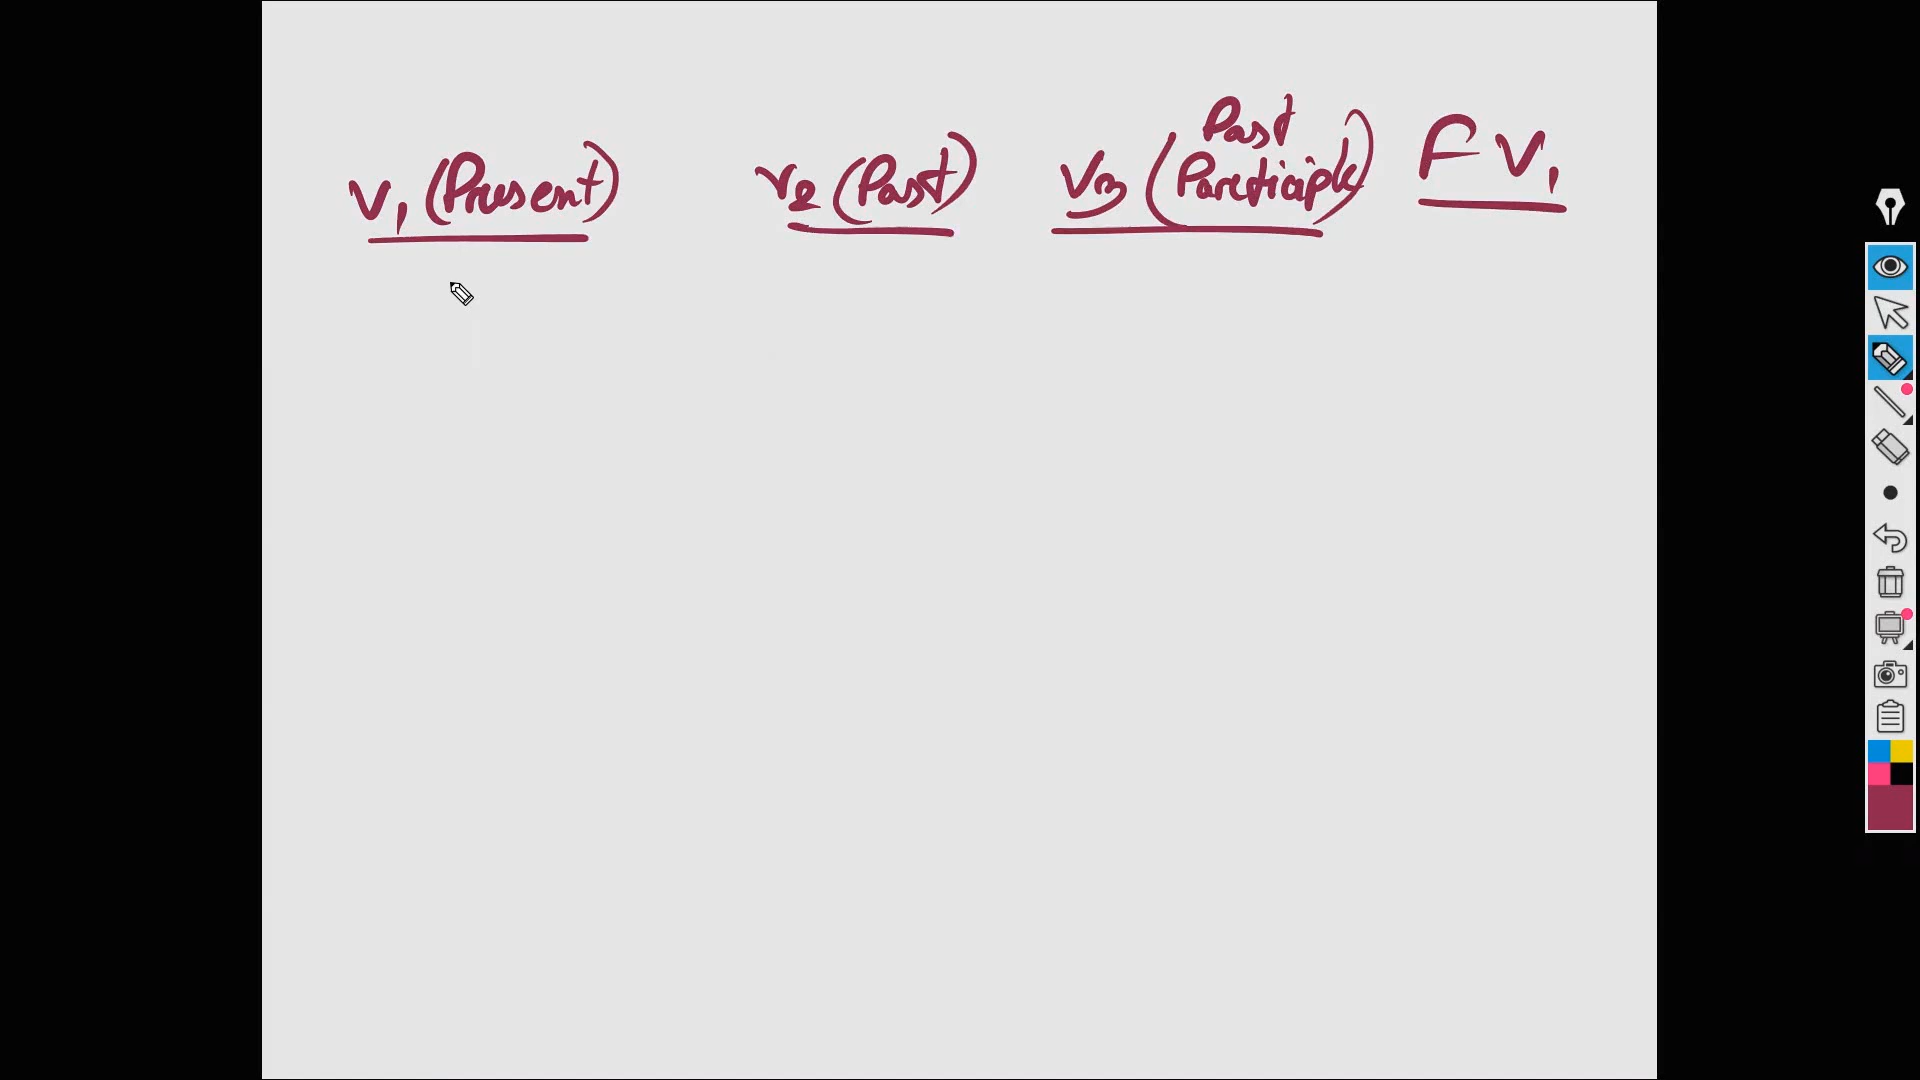 V1 (Present) V2 (Past) V3 (Past Participle) F V1